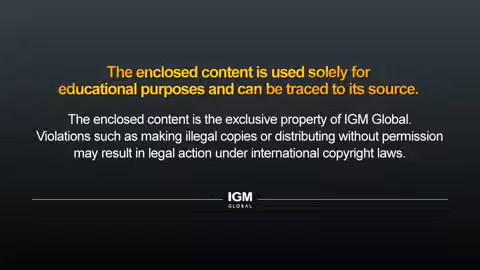 The enclosed content is used solely for
educational purposes and can be traced to its source.
The enclosed content is the exclusive property of IGM Global.
Violations such as making illegal copies or distributing without permission
may result in legal action under international copyright laws.
IGM
GLOBAL